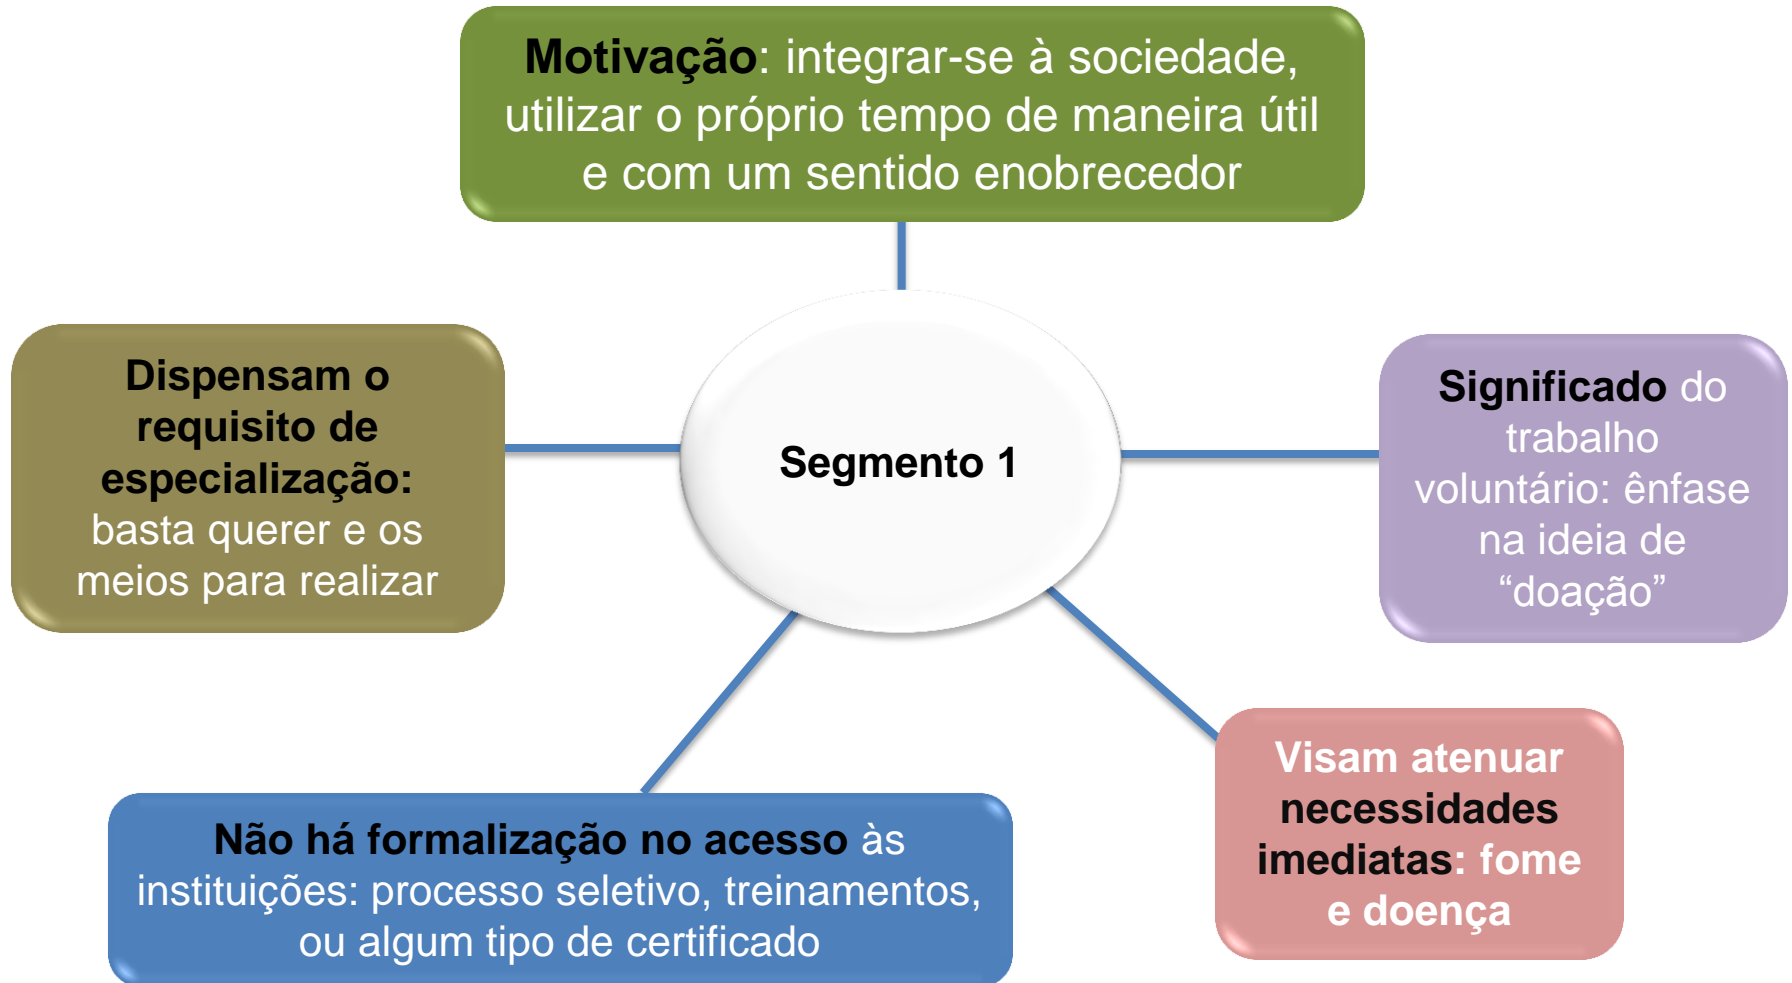 Motivação: integrar-se à sociedade,
utilizar o próprio tempo de maneira útil
e com um sentido enobrecedor
Dispensam o
requisito de
especialização:
basta querer e os
meios para realizar
Segmento 1
Significado do
trabalho
voluntário: ênfase
na ideia de
“doação”
Não há formalização no acesso às
instituições: processo seletivo, treinamentos,
ou algum tipo de certificado
Visam atenuar
necessidades
imediatas: fome
e doença